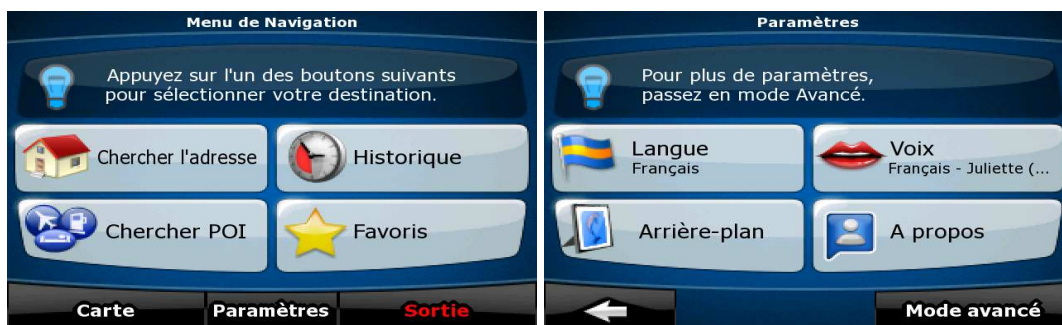 Menu de Navigation
Appuyez sur l'un des boutons suivants
pour sélectionner votre destination.
Chercher l'adresse
Historique
Chercher POI
Favoris
Carte
Paramètres
Sortie
Paramètres
Pour plus de paramètres,
passez en mode Avancé.
Langue
Français
Voix
Français - Juliette (...
Arrière-plan
A propos
Mode avancé